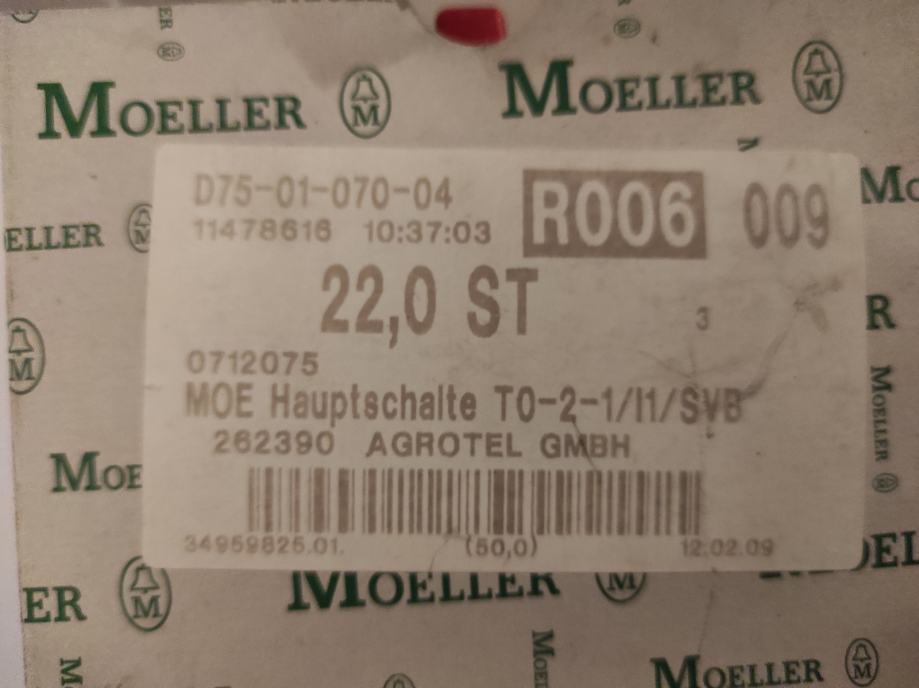 MOELLER MOELLER
D75-01-070-04 R006 009
11478616 10:37:03
22,0 ST 3
0712075
MOE Hauptschalte T0-2-1/I1/SVB
262390 AGROTEL GMBH
34959826.01. (50,0) 12.02.09
MOELLER
MOELLER